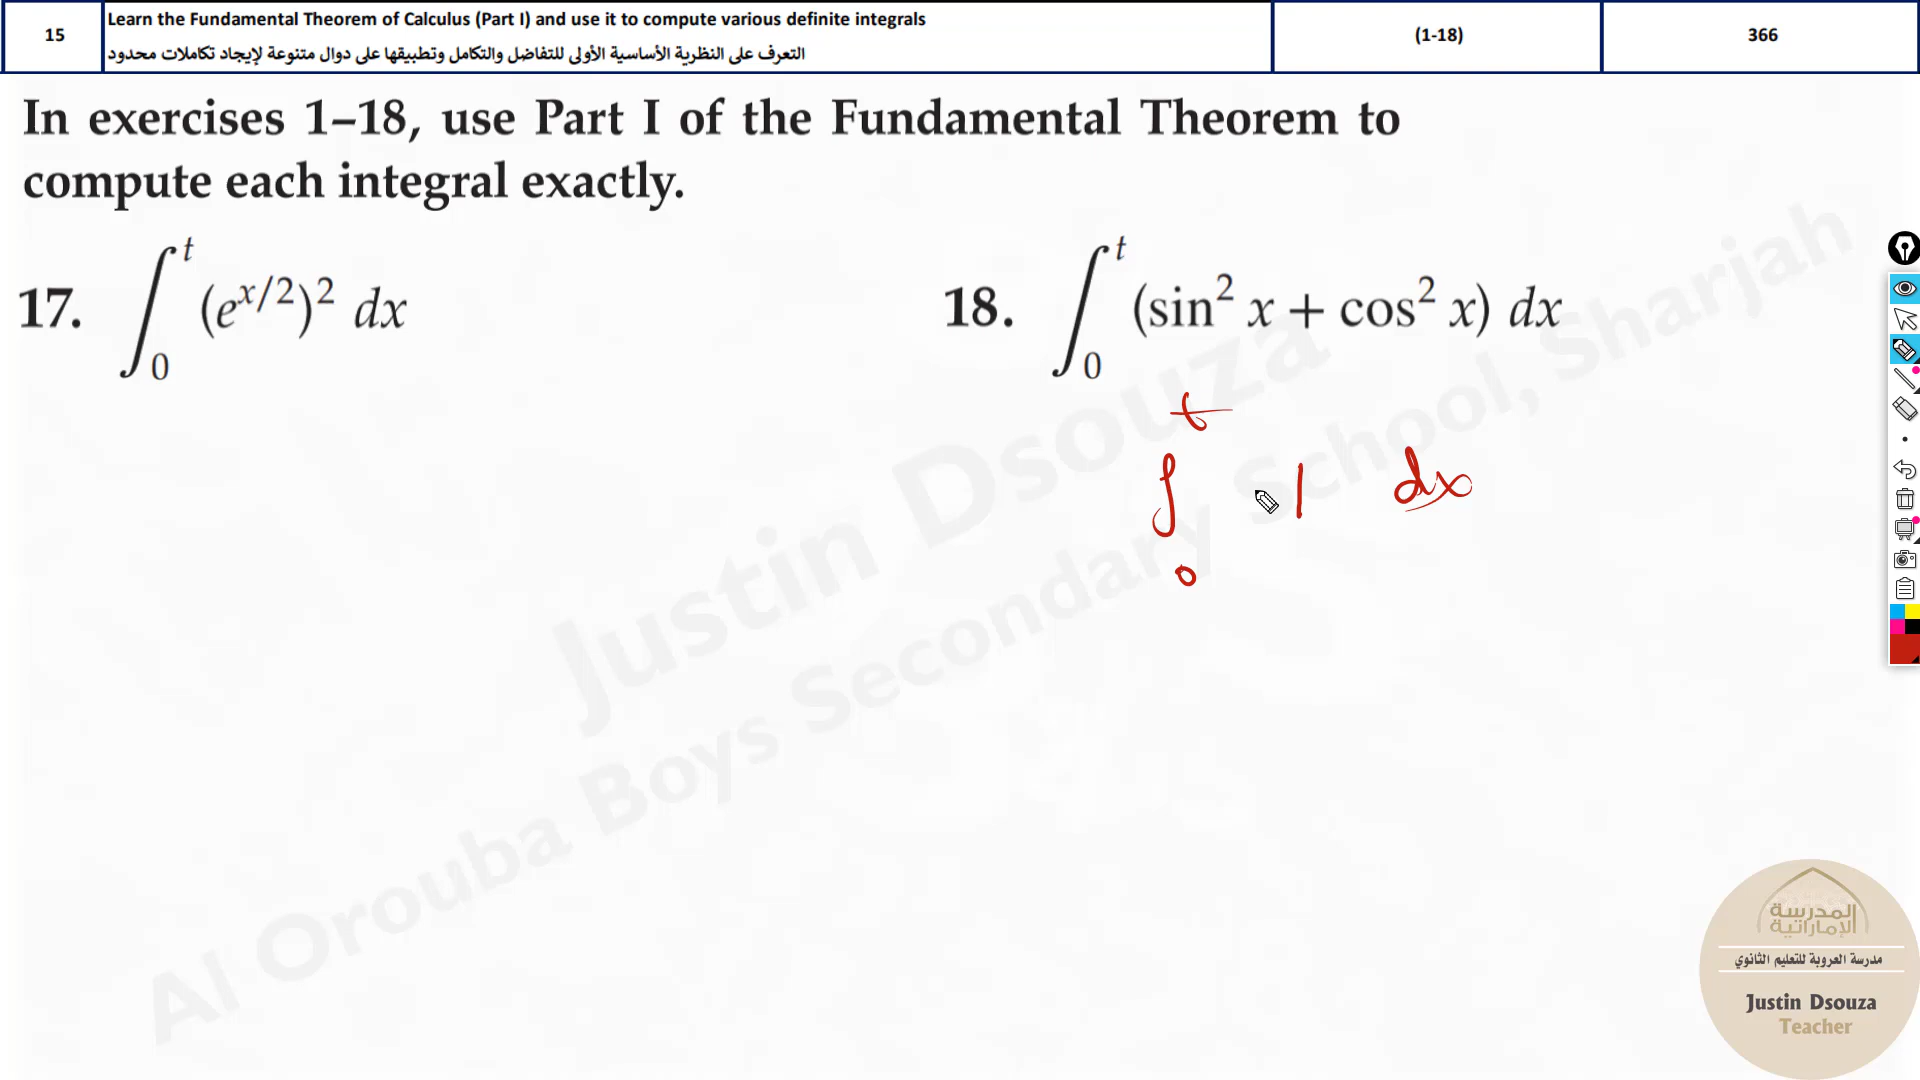 15
Learn the Fundamental Theorem of Calculus (Part I) and use it to compute various definite integrals
التعرف على النظرية الأساسية الأولى للتفاضل والتكامل وتطبيقها على دوال متنوعة لإيجاد تكاملات محدود
(1-18)
366
In exercises 1–18, use Part I of the Fundamental Theorem to
compute each integral exactly.
17. ∫₀ᵗ (e^{x/2})² dx
18. ∫₀ᵗ (sin² x + cos² x) dx
∫₀ᵗ 1 dx
Justin Dsouza
Al Orouba Boys Secondary School, Sharjah
المدرسة
الإماراتية
مدرسة العروبة للتعليم الثانوي
Justin Dsouza
Teacher